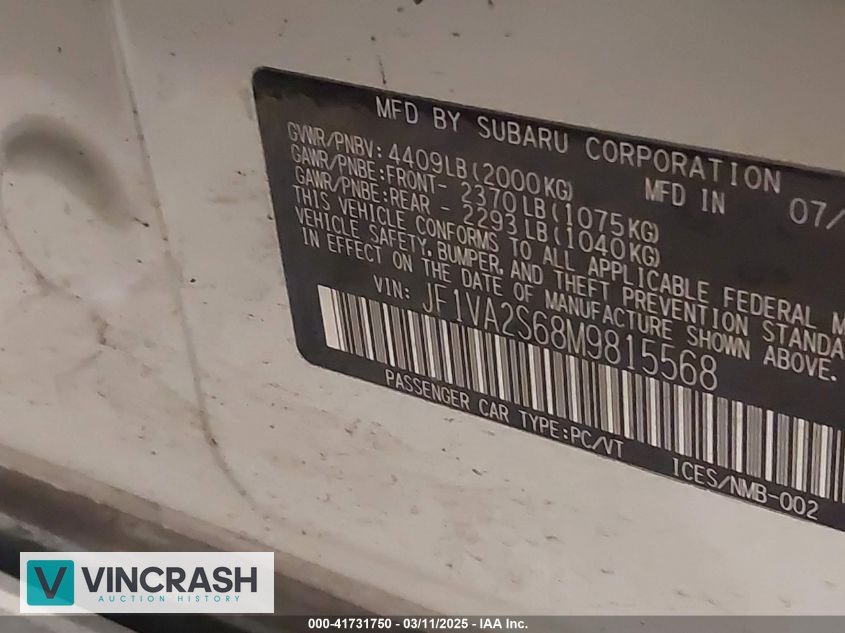 MFD BY SUBARU CORPORATION
GVWR/PNBV: 4409LB(2000KG) MFD IN 07/
GAWR/PNBE:FRONT- 2370LB(1075KG)
GAWR/PNBE:REAR - 2293LB(1040KG)
THIS VEHICLE CONFORMS TO ALL APPLICABLE FEDERAL M
VEHICLE SAFETY, BUMPER, AND THEFT PREVENTION STANDA
IN EFFECT ON THE DATE OF MANUFACTURE SHOWN ABOVE.
VIN: JF1VA2S68M9815568
PASSENGER CAR TYPE:PC/VT ICES/NMB-002
VINCRASH
AUCTION HISTORY
000-41731750 - 03/11/2025 - IAA Inc.